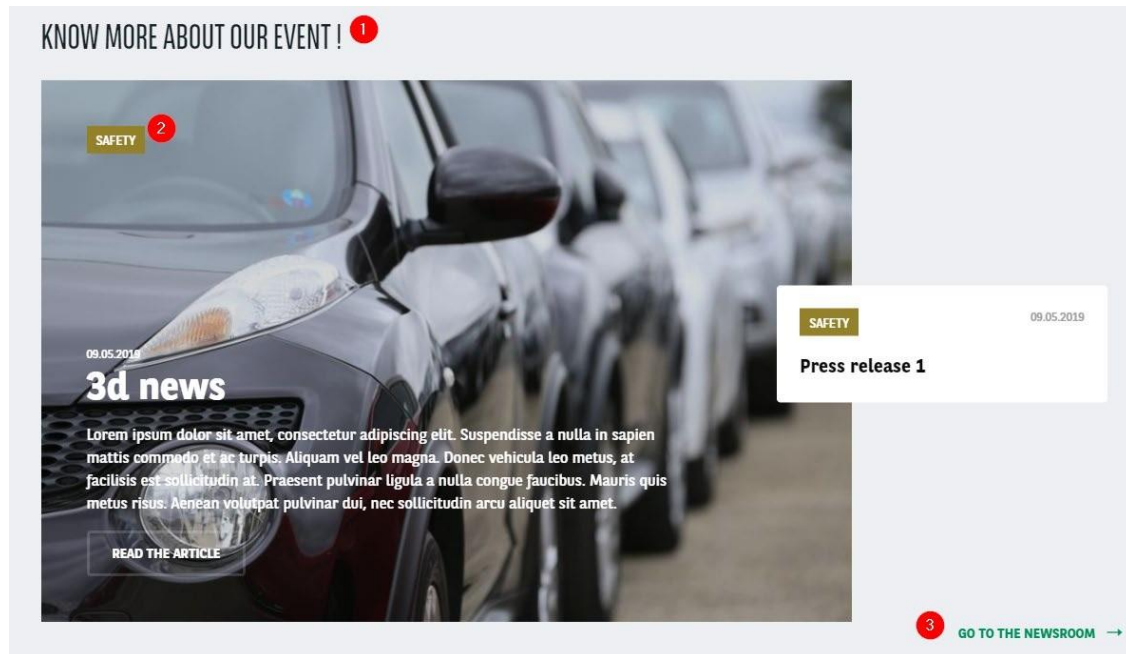 KNOW MORE ABOUT OUR EVENT ! 1
SAFETY 2
09.05.2019
3d news
Lorem ipsum dolor sit amet, consectetur adipiscing elit. Suspendisse a nulla in sapien
mattis commodo et ac turpis. Aliquam vel leo magna. Donec vehicula leo metus, at
facilisis est sollicitudin at. Praesent pulvinar ligula a nulla congue faucibus. Mauris quis
metus risus. Aenean volutpat pulvinar dui, nec sollicitudin arcu aliquet sit amet.
READ THE ARTICLE
SAFETY 09.05.2019
Press release 1
3 GO TO THE NEWSROOM →